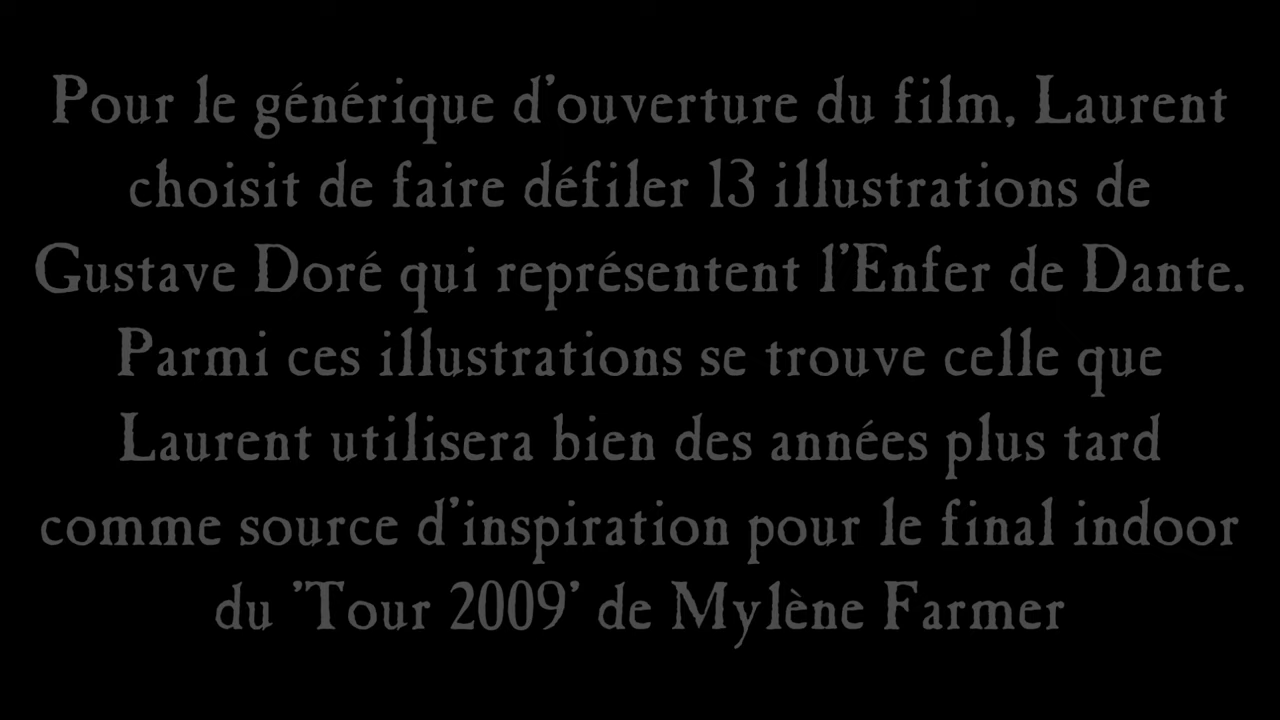 Pour le générique d'ouverture du film, Laurent
choisit de faire défiler 13 illustrations de
Gustave Doré qui représentent l'Enfer de Dante.
Parmi ces illustrations se trouve celle que
Laurent utilisera bien des années plus tard
comme source d'inspiration pour le final indoor
du 'Tour 2009' de Mylène Farmer